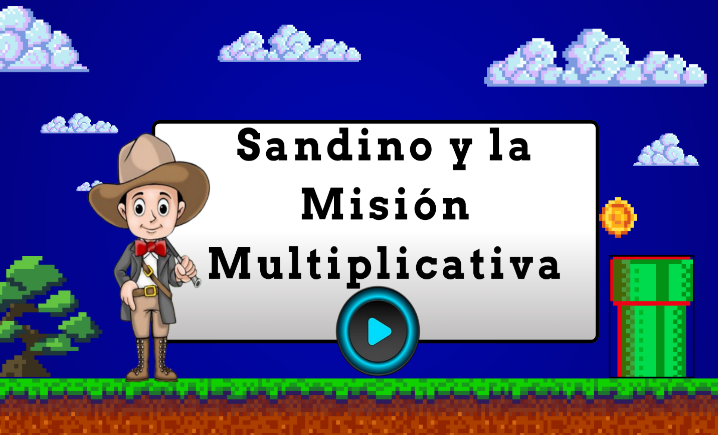 Sandino y la
Misión
Multiplicativa